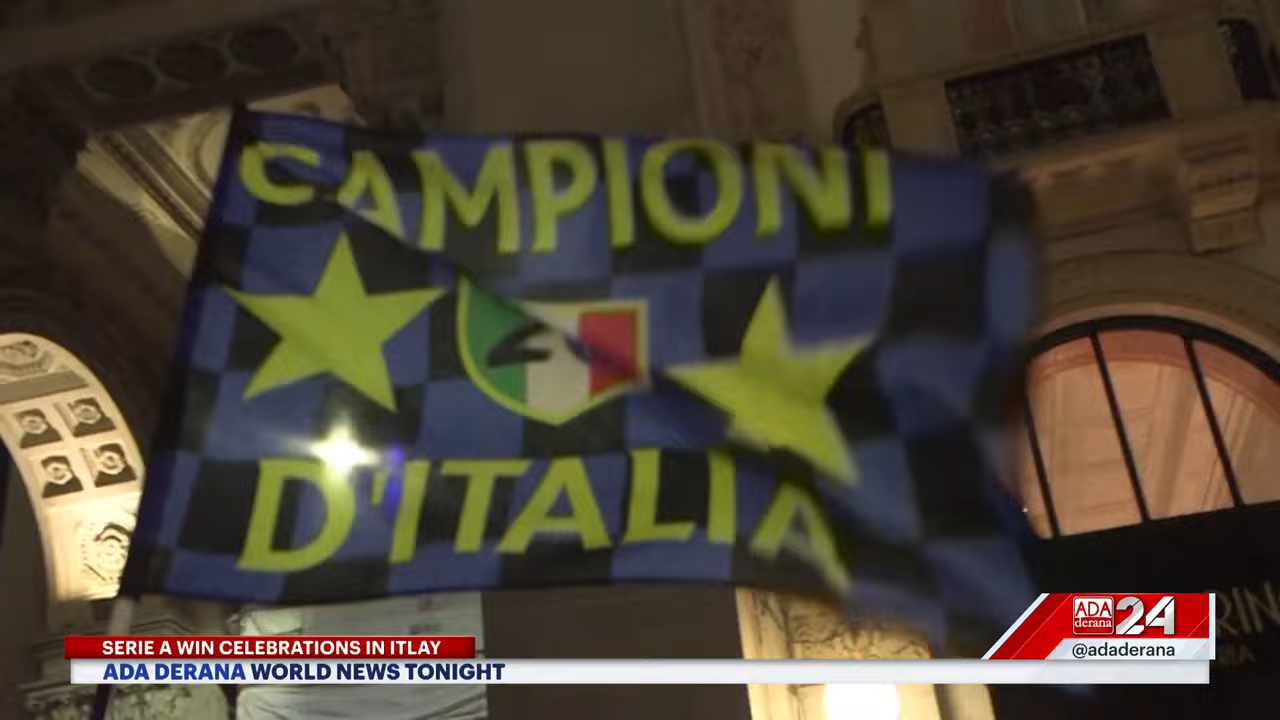 CAMPIONI
D'ITALIA
SERIE A WIN CELEBRATIONS IN ITLAY
ADA DERANA WORLD NEWS TONIGHT
ADA
derana
24
@adaderana